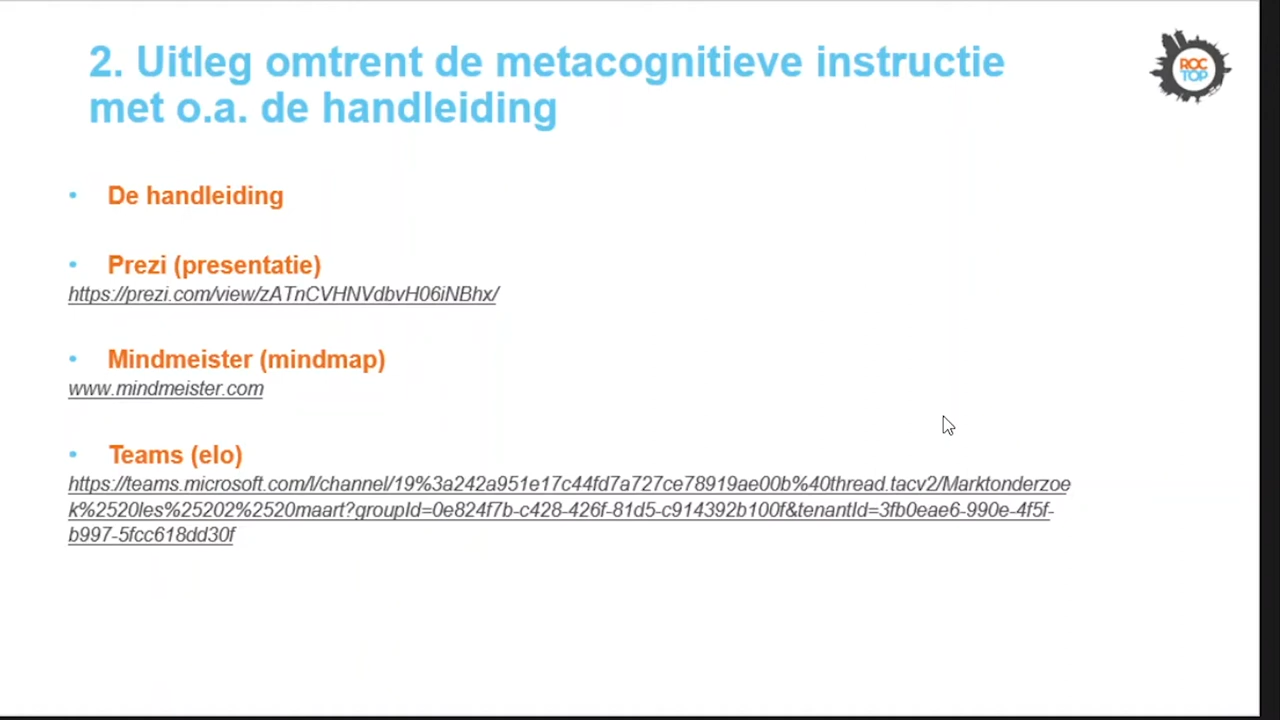 2. Uitleg omtrent de metacognitieve instructie
met o.a. de handleiding
ROC
TOP
• De handleiding
• Prezi (presentatie)
https://prezi.com/view/zATnCVHNVdbvH06iNBhx/
• Mindmeister (mindmap)
www.mindmeister.com
• Teams (elo)
https://teams.microsoft.com/l/channel/19%3a242a951e17c44fd7a727ce78919ae00b%40thread.tacv2/Marktonderzoe
k%2520les%25202%2520maart?groupId=0e824f7b-c428-426f-81d5-c914392b100f&tenantId=3fb0eae6-990e-4f5f-
b997-5fcc618dd30f